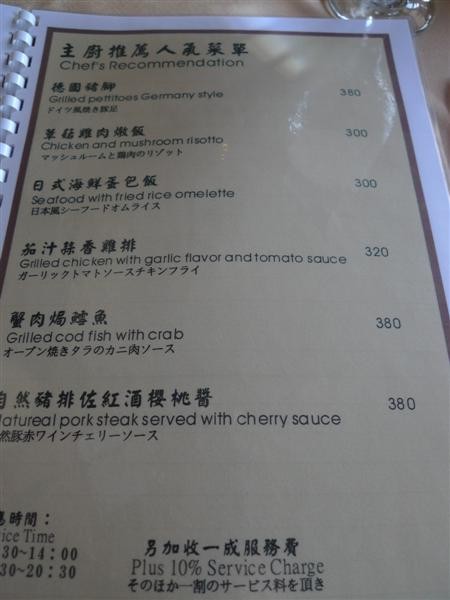 主廚推薦人氣菜單
Chef's Recommendation
德國豬腳 380
Grilled pettitoes Germany style
ドイツ風焼き豚足
草菇雞肉燉飯 300
Chicken and mushroom risotto
マッシュルームと鶏肉のリゾット
日式海鮮蛋包飯 300
Seafood with fried rice omelette
日本風シーフードオムライス
茄汁蒜香雞排 320
Grilled chicken with garlic flavor and tomato sauce
ガーリックトマトソースチキンフライ
蟹肉焗鱈魚 380
Grilled cod fish with crab
オーブン焼きタラのカニ肉ソース
自然豬排佐紅酒櫻桃醬 380
Natureal pork steak served with cherry sauce
然豚赤ワインチェリーソース
時間：
ice Time
30~14：00
30~20：30
另加收一成服務費
Plus 10% Service Charge
そのほか一割のサービス料を頂き